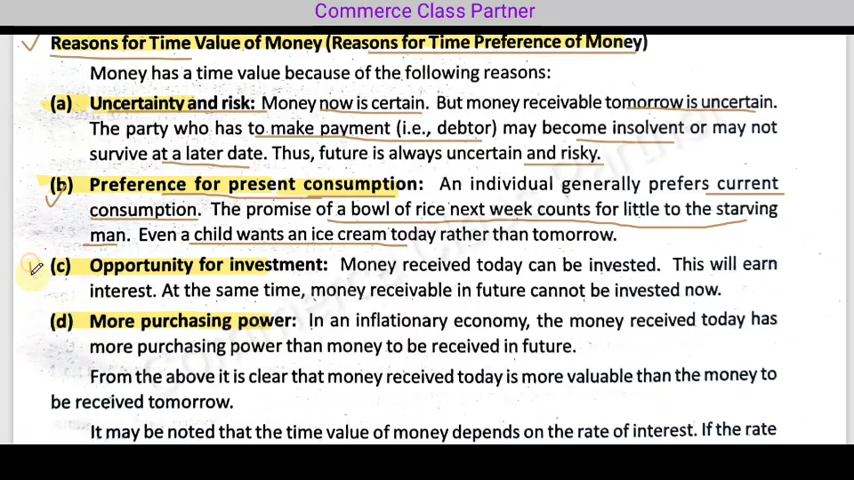 Commerce Class Partner
Reasons for Time Value of Money (Reasons for Time Preference of Money)
Money has a time value because of the following reasons:
(a) Uncertainty and risk: Money now is certain. But money receivable tomorrow is uncertain.
The party who has to make payment (i.e., debtor) may become insolvent or may not
survive at a later date. Thus, future is always uncertain and risky.
(b) Preference for present consumption: An individual generally prefers current
consumption. The promise of a bowl of rice next week counts for little to the starving
man. Even a child wants an ice cream today rather than tomorrow.
(c) Opportunity for investment: Money received today can be invested. This will earn
interest. At the same time, money receivable in future cannot be invested now.
(d) More purchasing power: In an inflationary economy, the money received today has
more purchasing power than money to be received in future.
From the above it is clear that money received today is more valuable than the money to
be received tomorrow.
It may be noted that the time value of money depends on the rate of interest. If the rate
Commerce Class Partner